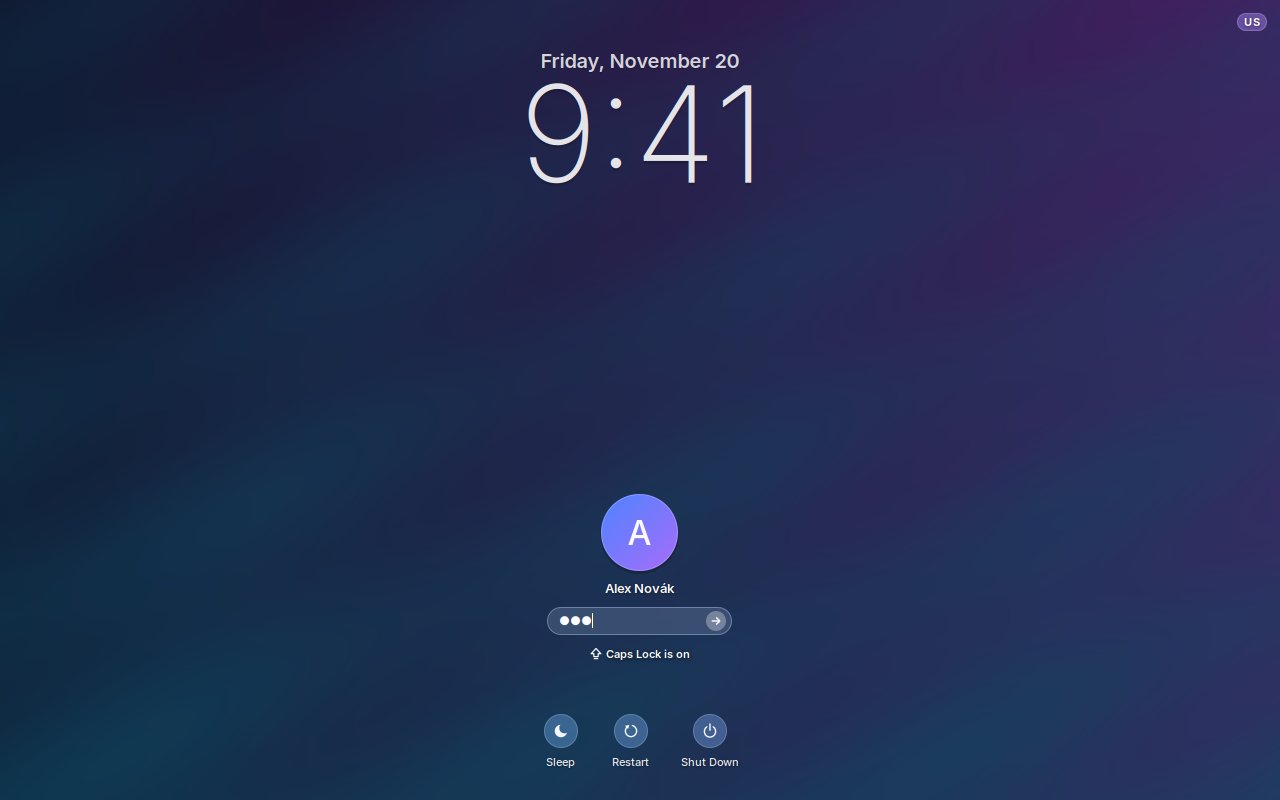 US
Friday, November 20
9:41
A
Alex Novák
Caps Lock is on
Sleep
Restart
Shut Down